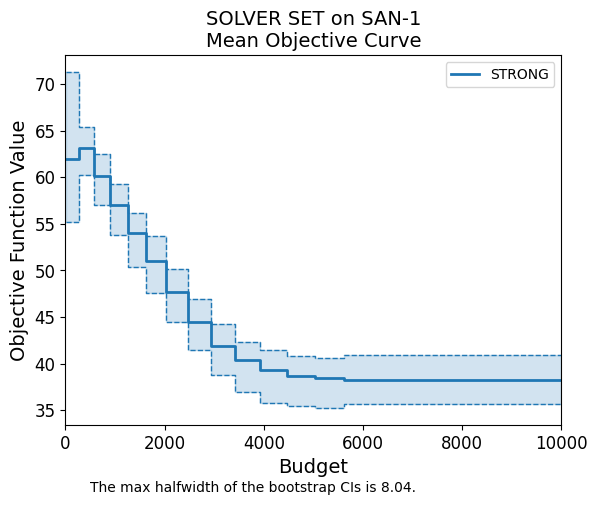 SOLVER SET on SAN-1
Mean Objective Curve
STRONG
Objective Function Value
70
65
60
55
50
45
40
35
0 2000 4000 6000 8000 10000
Budget
The max halfwidth of the bootstrap CIs is 8.04.